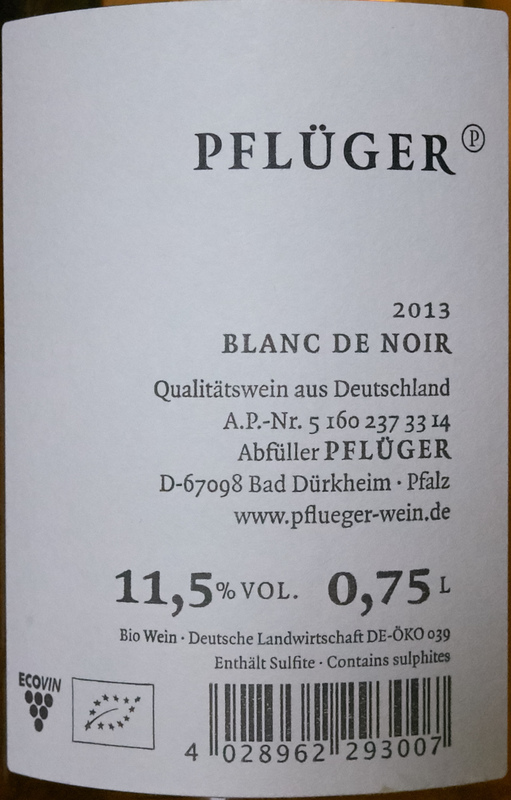 PFLÜGER Ⓟ
2013
BLANC DE NOIR
Qualitätswein aus Deutschland
A.P.-Nr. 5 160 237 33 14
Abfüller PFLÜGER
D-67098 Bad Dürkheim · Pfalz
www.pflueger-wein.de
11,5% VOL. 0,75 L
Bio Wein · Deutsche Landwirtschaft DE-ÖKO 039
Enthält Sulfite · Contains sulphites
ECOVIN
4 028962 293007